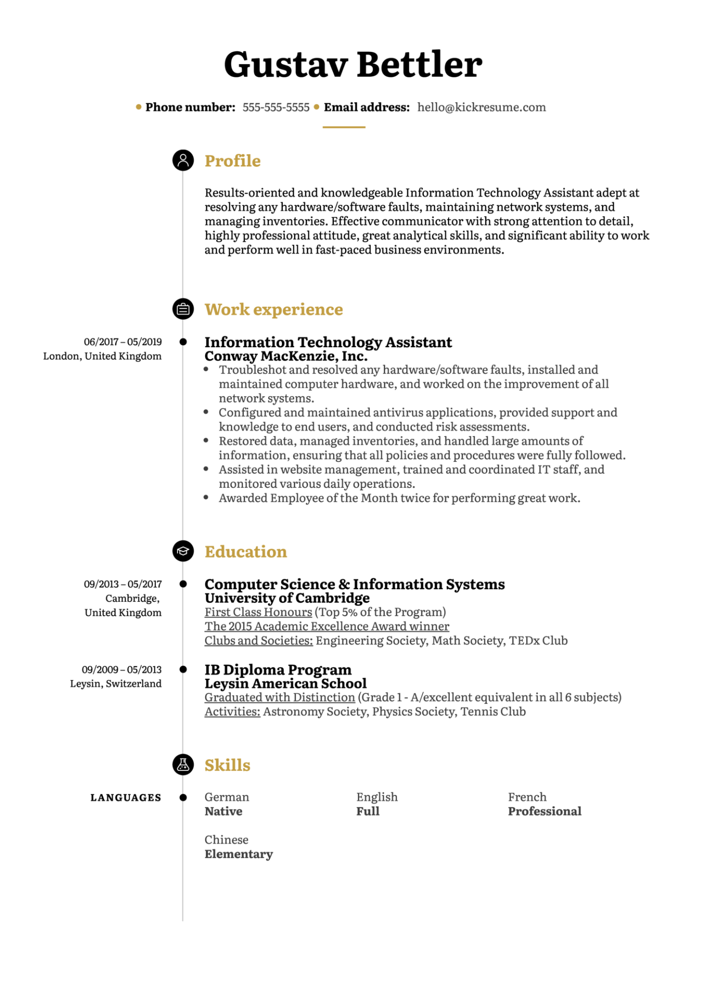 Gustav Bettler
Phone number: 555-555-5555 Email address: hello@kickresume.com
Profile
Results-oriented and knowledgeable Information Technology Assistant adept at
resolving any hardware/software faults, maintaining network systems, and
managing inventories. Effective communicator with strong attention to detail,
highly professional attitude, great analytical skills, and significant ability to work
and perform well in fast-paced business environments.
Work experience
06/2017 – 05/2019
London, United Kingdom
Information Technology Assistant
Conway MacKenzie, Inc.
• Troubleshot and resolved any hardware/software faults, installed and
maintained computer hardware, and worked on the improvement of all
network systems.
• Configured and maintained antivirus applications, provided support and
knowledge to end users, and conducted risk assessments.
• Restored data, managed inventories, and handled large amounts of
information, ensuring that all policies and procedures were fully followed.
• Assisted in website management, trained and coordinated IT staff, and
monitored various daily operations.
• Awarded Employee of the Month twice for performing great work.
Education
09/2013 – 05/2017
Cambridge,
United Kingdom
Computer Science & Information Systems
University of Cambridge
First Class Honours (Top 5% of the Program)
The 2015 Academic Excellence Award winner
Clubs and Societies: Engineering Society, Math Society, TEDx Club
09/2009 – 05/2013
Leysin, Switzerland
IB Diploma Program
Leysin American School
Graduated with Distinction (Grade 1 - A/excellent equivalent in all 6 subjects)
Activities: Astronomy Society, Physics Society, Tennis Club
Skills
LANGUAGES
German
Native
English
Full
French
Professional
Chinese
Elementary